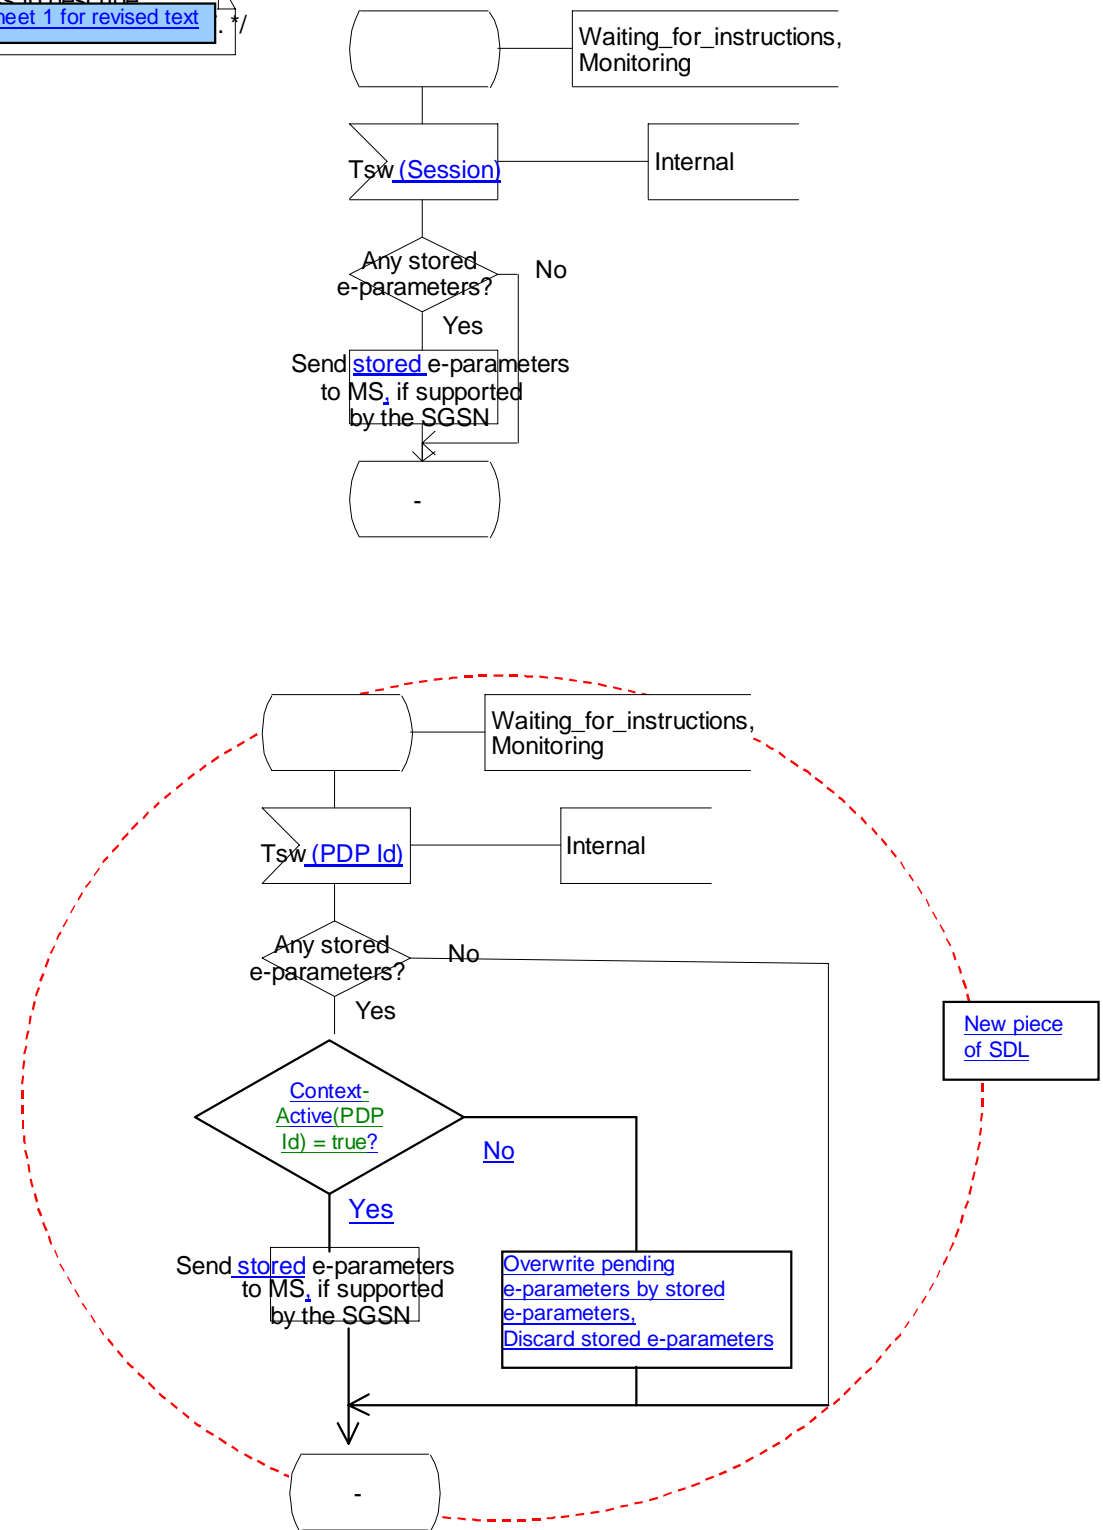 heet 1 for revised text
. */
Waiting_for_instructions,
Monitoring
Tsw (Session)
Internal
Any stored
e-parameters?
No
Yes
Send stored e-parameters
to MS, if supported
by the SGSN
-
Waiting_for_instructions,
Monitoring
Tsw (PDP Id)
Internal
Any stored
e-parameters?
No
Yes
New piece
of SDL
Context-
Active(PDP
Id) = true?
No
Yes
Send stored e-parameters
to MS, if supported
by the SGSN
Overwrite pending
e-parameters by stored
e-parameters,
Discard stored e-parameters
-